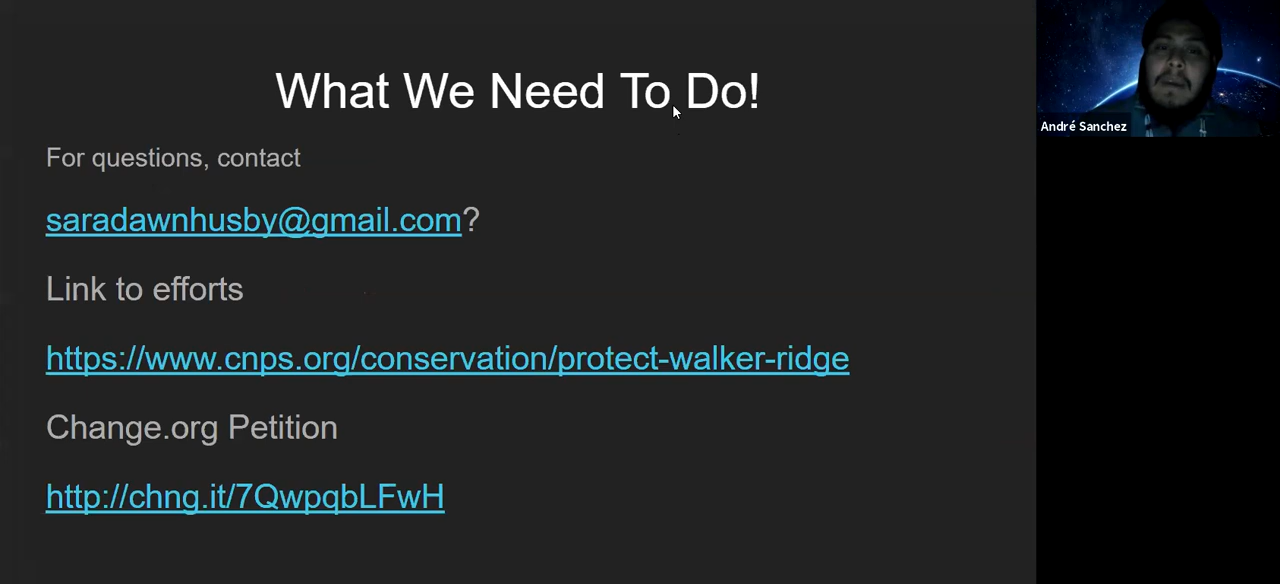 What We Need To Do!
For questions, contact
saradawnhusby@gmail.com?
Link to efforts
https://www.cnps.org/conservation/protect-walker-ridge
Change.org Petition
http://chng.it/7QwpqbLFwH
André Sanchez